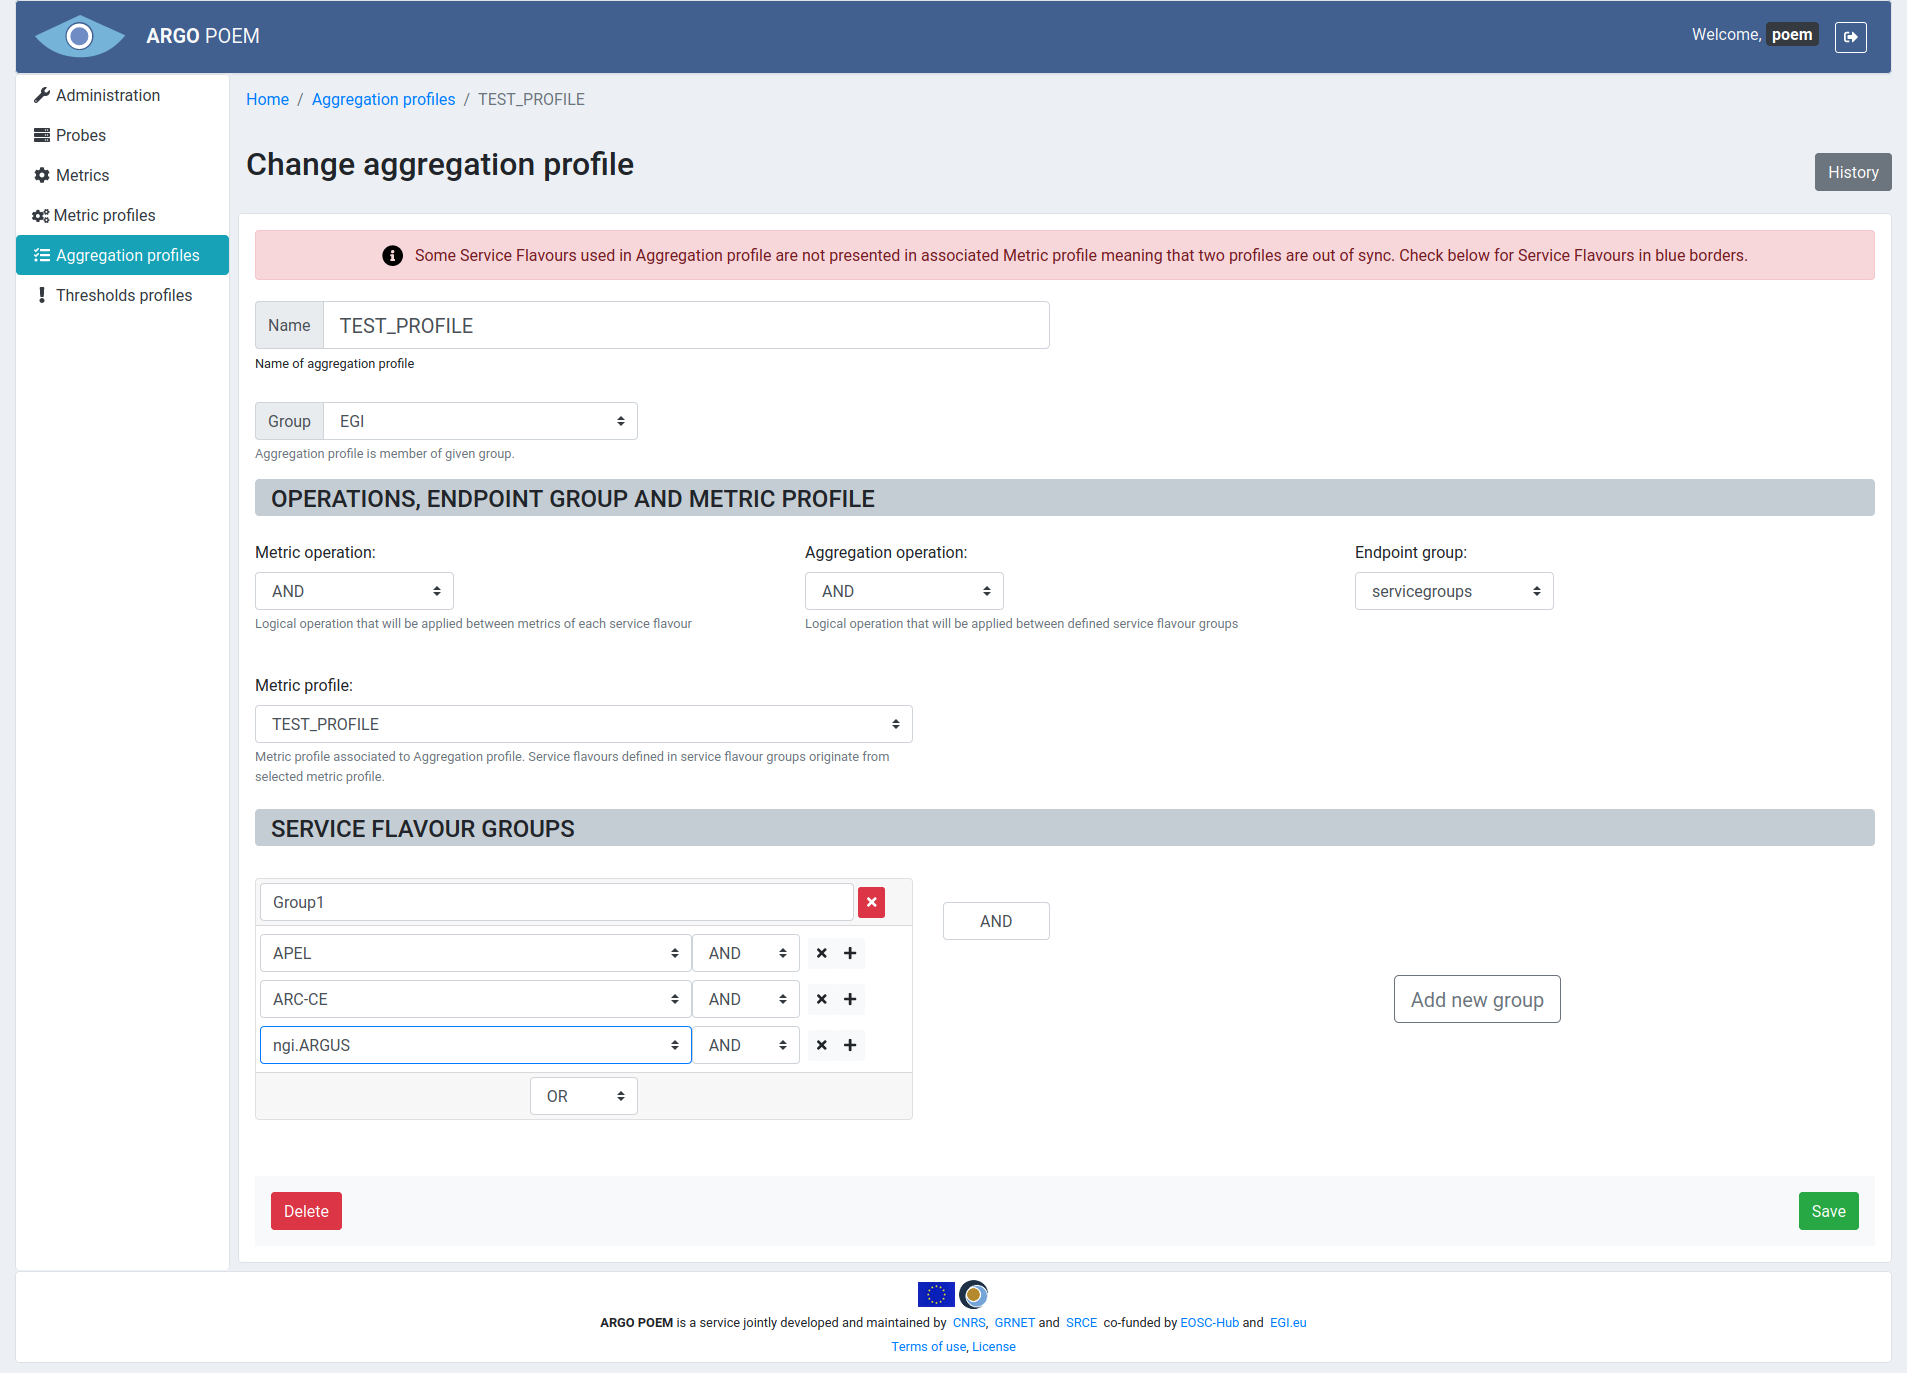 ARGO POEM
Welcome, poem
Administration
Probes
Metrics
Metric profiles
Aggregation profiles
Thresholds profiles
Home / Aggregation profiles / TEST_PROFILE
Change aggregation profile
History
Some Service Flavours used in Aggregation profile are not presented in associated Metric profile meaning that two profiles are out of sync. Check below for Service Flavours in blue borders.
Name TEST_PROFILE
Name of aggregation profile
Group EGI
Aggregation profile is member of given group.
OPERATIONS, ENDPOINT GROUP AND METRIC PROFILE
Metric operation:
AND
Logical operation that will be applied between metrics of each service flavour
Aggregation operation:
AND
Logical operation that will be applied between defined service flavour groups
Endpoint group:
servicegroups
Metric profile:
TEST_PROFILE
Metric profile associated to Aggregation profile. Service flavours defined in service flavour groups originate from
selected metric profile.
SERVICE FLAVOUR GROUPS
Group1
APEL AND
ARC-CE AND
ngi.ARGUS AND
OR
AND
Add new group
Delete
Save
ARGO POEM is a service jointly developed and maintained by CNRS, GRNET and SRCE co-funded by EOSC-Hub and EGI.eu
Terms of use, License